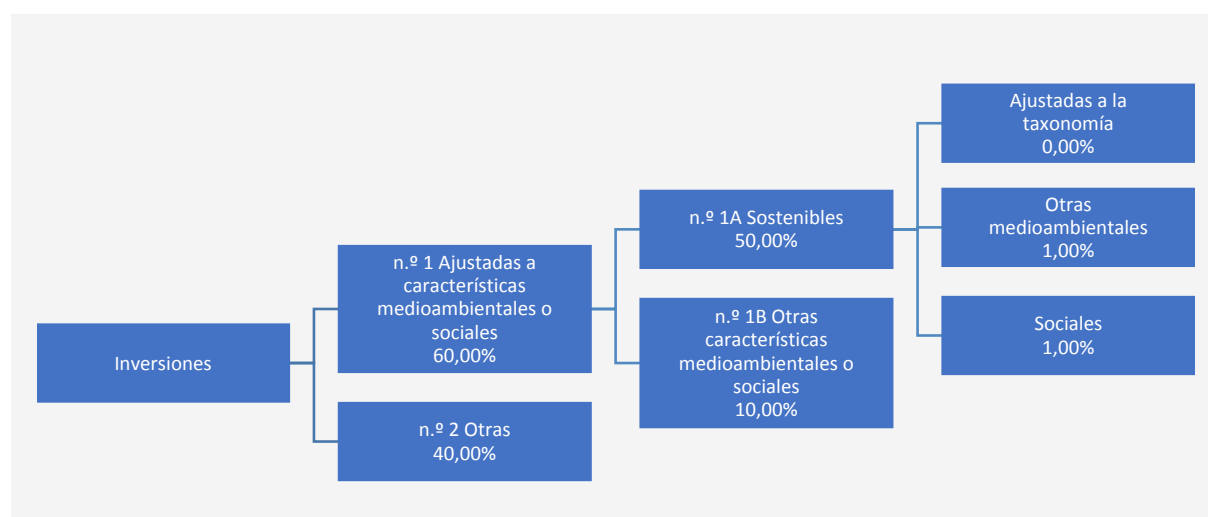 Inversiones
n.º 1 Ajustadas a
características
medioambientales o
sociales
60,00%
n.º 2 Otras
40,00%
n.º 1A Sostenibles
50,00%
n.º 1B Otras
características
medioambientales o
sociales
10,00%
Ajustadas a la
taxonomía
0,00%
Otras
medioambientales
1,00%
Sociales
1,00%